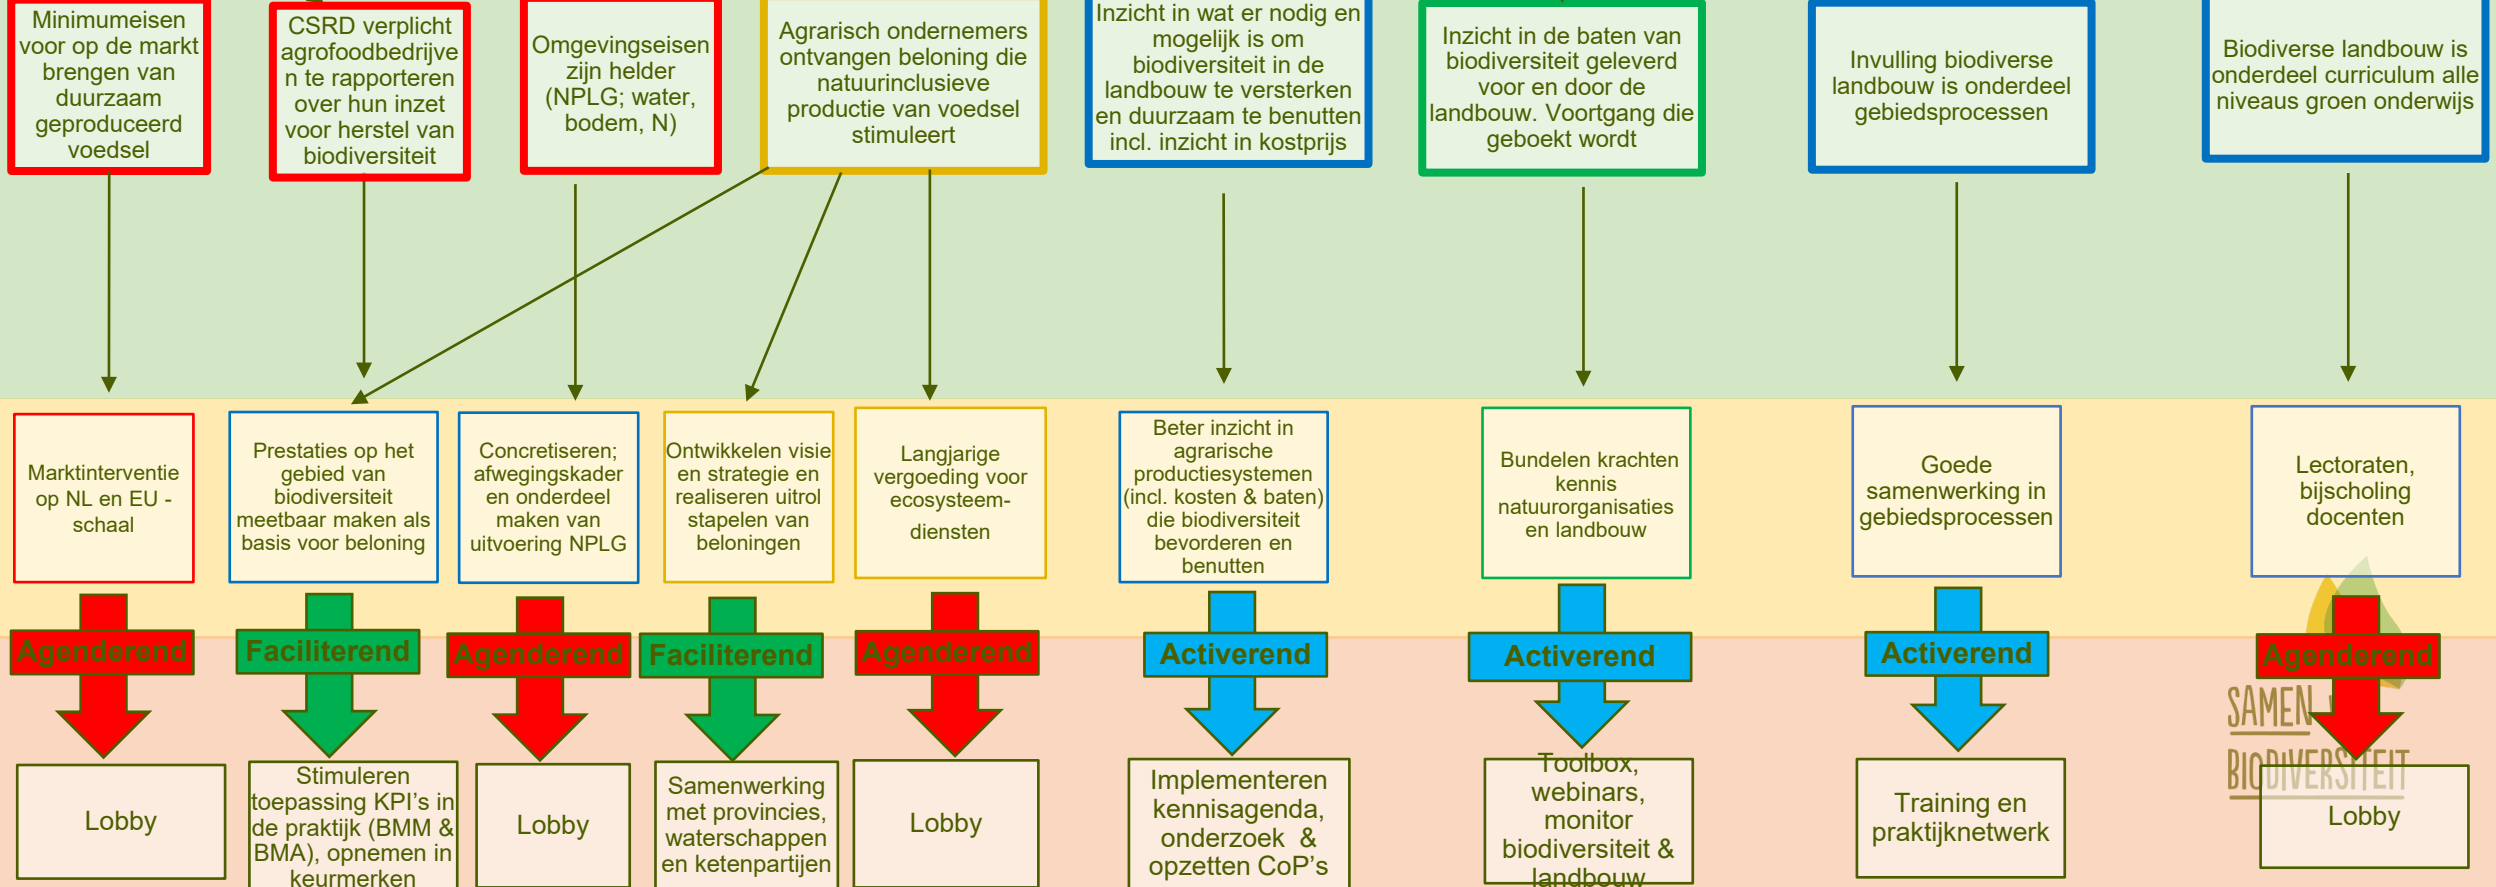 Minimumeisen
voor op de markt
brengen van
duurzaam
geproduceerd
voedsel
CSRD verplicht
agrofoodbedrijve
n te rapporteren
over hun inzet
voor herstel van
biodiversiteit
Omgevingseisen
zijn helder
(NPLG; water,
bodem, N)
Agrarisch ondernemers
ontvangen beloning die
natuurinclusieve
productie van voedsel
stimuleert
Inzicht in wat er nodig en
mogelijk is om
biodiversiteit in de
landbouw te versterken
en duurzaam te benutten
incl. inzicht in kostprijs
Inzicht in de baten van
biodiversiteit geleverd
voor en door de
landbouw. Voortgang die
geboekt wordt
Invulling biodiverse
landbouw is onderdeel
gebiedsprocessen
Biodiverse landbouw is
onderdeel curriculum alle
niveaus groen onderwijs
Marktinterventie
op NL en EU -
schaal
Prestaties op het
gebied van
biodiversiteit
meetbaar maken als
basis voor beloning
Concretiseren;
afwegingskader
en onderdeel
maken van
uitvoering NPLG
Ontwikkelen visie
en strategie en
realiseren uitrol
stapelen van
beloningen
Langjarige
vergoeding voor
ecosysteem-
diensten
Beter inzicht in
agrarische
productiesystemen
(incl. kosten & baten)
die biodiversiteit
bevorderen en
benutten
Bundelen krachten
kennis
natuurorganisaties
en landbouw
Goede
samenwerking in
gebiedsprocessen
Lectoraten,
bijscholing
docenten
Agenderend
Faciliterend
Agenderend
Faciliterend
Agenderend
Activerend
Activerend
Activerend
Agenderend
Lobby
Stimuleren
toepassing KPI's in
de praktijk (BMM &
BMA), opnemen in
keurmerken
Lobby
Samenwerking
met provincies,
waterschappen
en ketenpartijen
Lobby
Implementeren
kennisagenda,
onderzoek &
opzetten CoP's
Toolbox,
webinars,
monitor
biodiversiteit &
landbouw
Training en
praktijknetwerk
SAMEN
BIODIVERSITEIT
Lobby